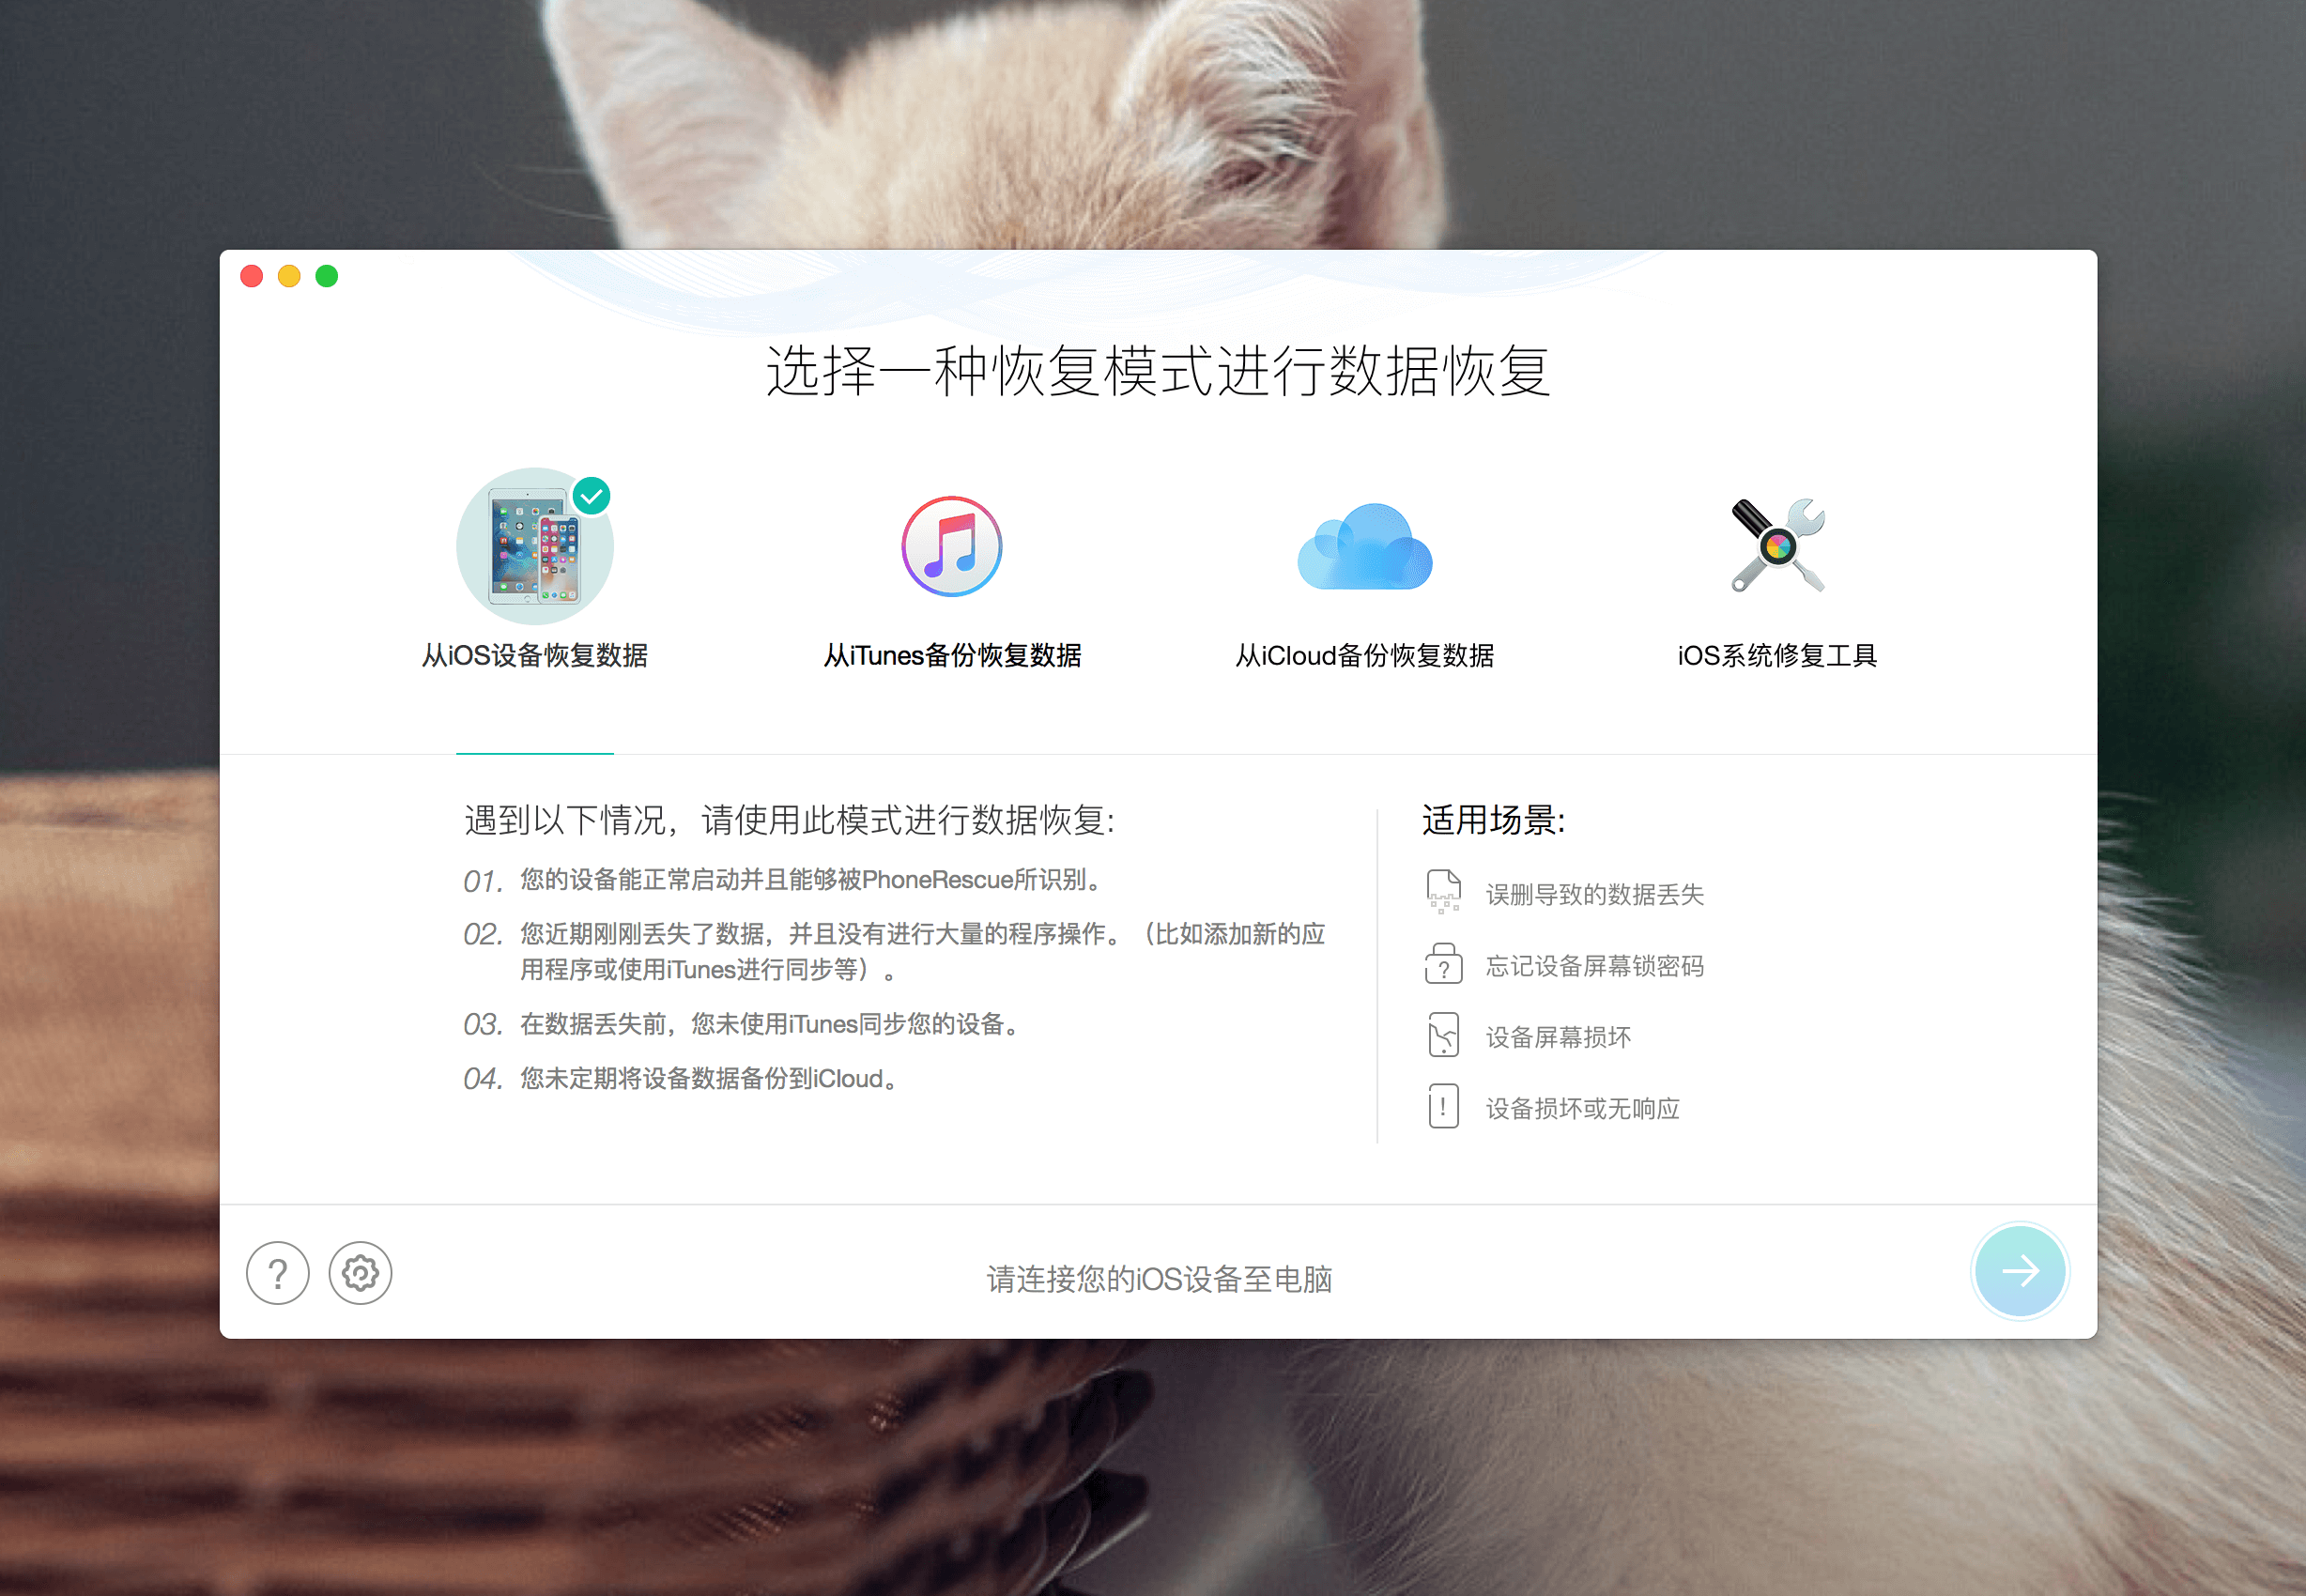 选择一种恢复模式进行数据恢复
从iOS设备恢复数据
从iTunes备份恢复数据
从iCloud备份恢复数据
iOS系统修复工具
遇到以下情况，请使用此模式进行数据恢复:
01. 您的设备能正常启动并且能够被PhoneRescue所识别。
02. 您近期刚刚丢失了数据，并且没有进行大量的程序操作。（比如添加新的应
用程序或使用iTunes进行同步等）。
03. 在数据丢失前，您未使用iTunes同步您的设备。
04. 您未定期将设备数据备份到iCloud。
适用场景:
误删导致的数据丢失
忘记设备屏幕锁密码
设备屏幕损坏
设备损坏或无响应
请连接您的iOS设备至电脑